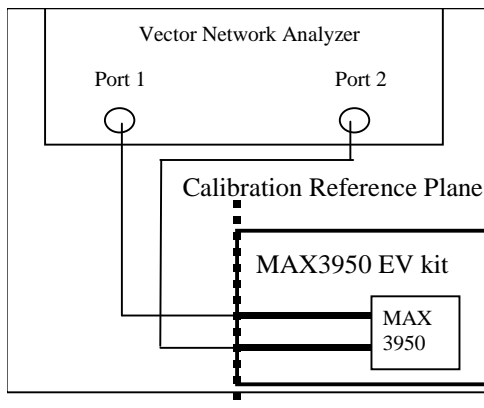 Vector Network Analyzer
Port 1 Port 2
Calibration Reference Plane
MAX3950 EV kit
MAX
3950